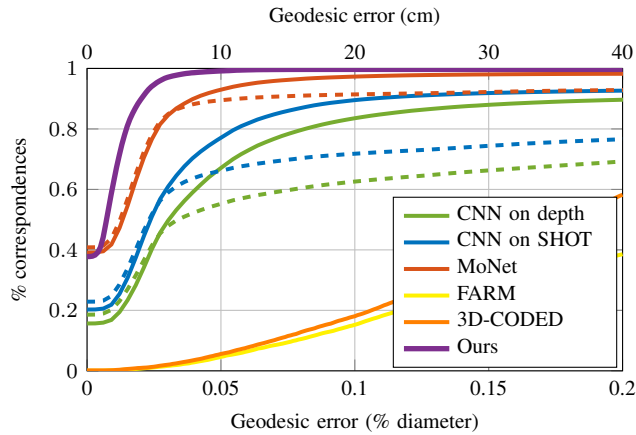 Geodesic error (cm)
0 10 20 30 40
1
0.8
0.6
0.4
0.2
0
% correspondences
CNN on depth
CNN on SHOT
MoNet
FARM
3D-CODED
Ours
0 0.05 0.1 0.15 0.2
Geodesic error (% diameter)